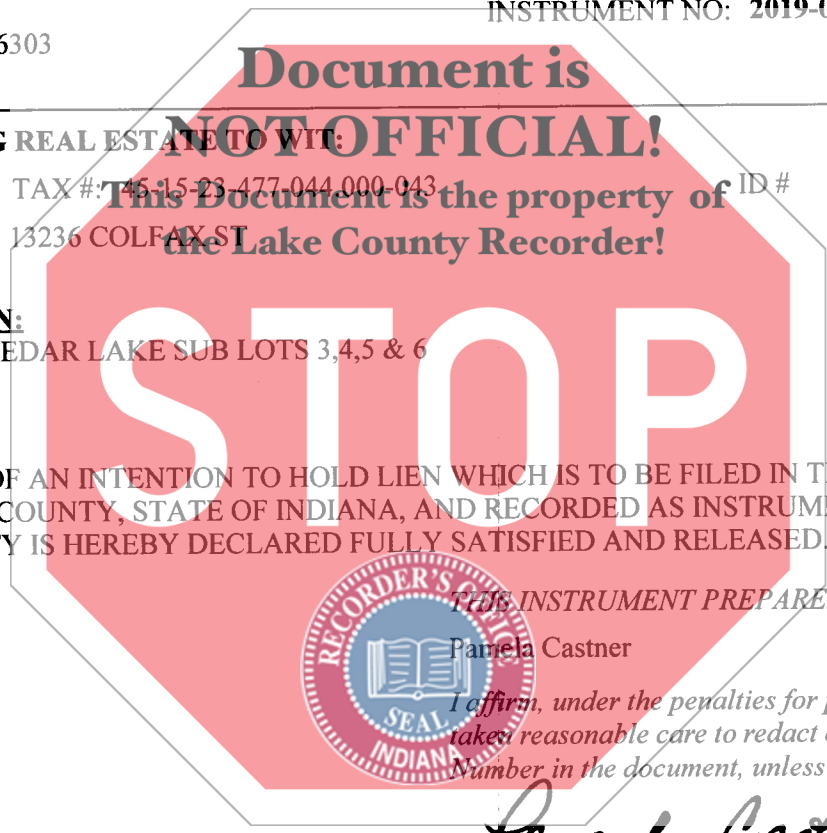 INSTRUMENT NO: 2019-0
6303
Document is
NOT OFFICIAL!
G REAL ESTATE TO WIT:
TAX #: 45-15-23-477-044.000-043
ID #
This Document is the property of
13236 COLFAX ST
the Lake County Recorder!
N:
EDAR LAKE SUB LOTS 3,4,5 & 6
STOP
OF AN INTENTION TO HOLD LIEN WHICH IS TO BE FILED IN T
COUNTY, STATE OF INDIANA, AND RECORDED AS INSTRUM
TY IS HEREBY DECLARED FULLY SATISFIED AND RELEASED.
RECORDER'S OFFICE
SEAL
INDIANA
THIS INSTRUMENT PREPARE
Pamela Castner
I affirm, under the penalties for
taken reasonable care to redact
Number in the document, unless